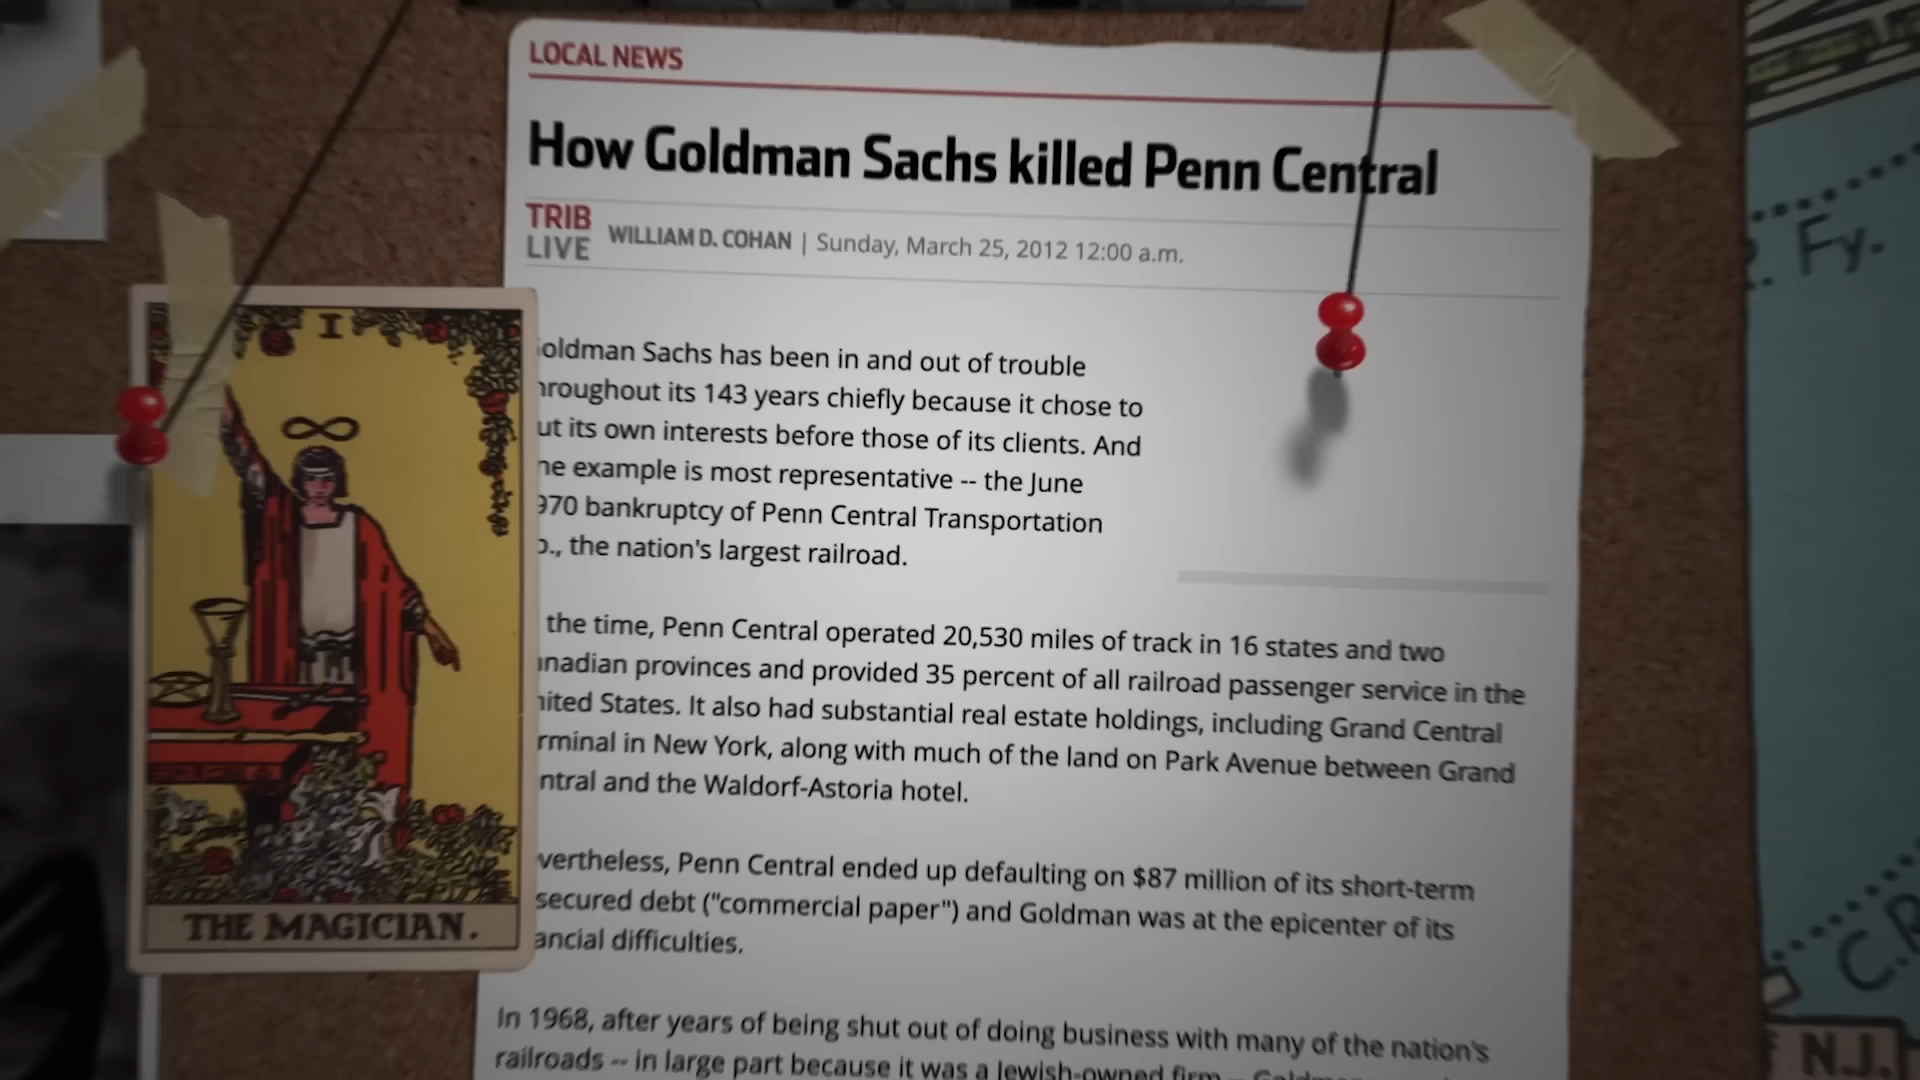 LOCAL NEWS
How Goldman Sachs killed Penn Central
TRIB
LIVE
WILLIAM D. COHAN | Sunday, March 25, 2012 12:00 a.m.
oldman Sachs has been in and out of trouble
hroughout its 143 years chiefly because it chose to
ut its own interests before those of its clients. And
ne example is most representative -- the June
970 bankruptcy of Penn Central Transportation
o., the nation's largest railroad.
the time, Penn Central operated 20,530 miles of track in 16 states and two
nadian provinces and provided 35 percent of all railroad passenger service in the
nited States. It also had substantial real estate holdings, including Grand Central
rminal in New York, along with much of the land on Park Avenue between Grand
ntral and the Waldorf-Astoria hotel.
vertheless, Penn Central ended up defaulting on $87 million of its short-term
secured debt ("commercial paper") and Goldman was at the epicenter of its
ancial difficulties.
In 1968, after years of being shut out of doing business with many of the nation's
railroads -- in large part because it was a Jewish-owned firm --
I
THE MAGICIAN.
. Fy.
C.R
N.J.